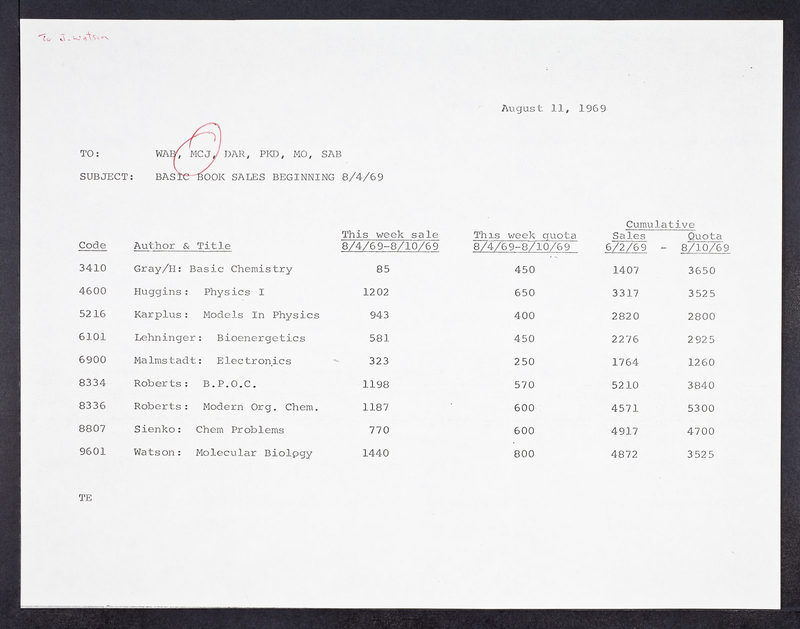 To J. Watson
August 11, 1969
TO: WAB, MCJ, DAR, PKD, MO, SAB
SUBJECT: BASIC BOOK SALES BEGINNING 8/4/69
Cumulative
This week sale This week quota Sales Quota
Code Author & Title 8/4/69-8/10/69 8/4/69-8/10/69 6/2/69 - 8/10/69
3410 Gray/H: Basic Chemistry 85 450 1407 3650
4600 Huggins: Physics I 1202 650 3317 3525
5216 Karplus: Models In Physics 943 400 2820 2800
6101 Lehninger: Bioenergetics 581 450 2276 2925
6900 Malmstadt: Electronics 323 250 1764 1260
8334 Roberts: B.P.O.C. 1198 570 5210 3840
8336 Roberts: Modern Org. Chem. 1187 600 4571 5300
8807 Sienko: Chem Problems 770 600 4917 4700
9601 Watson: Molecular Biology 1440 800 4872 3525
TE